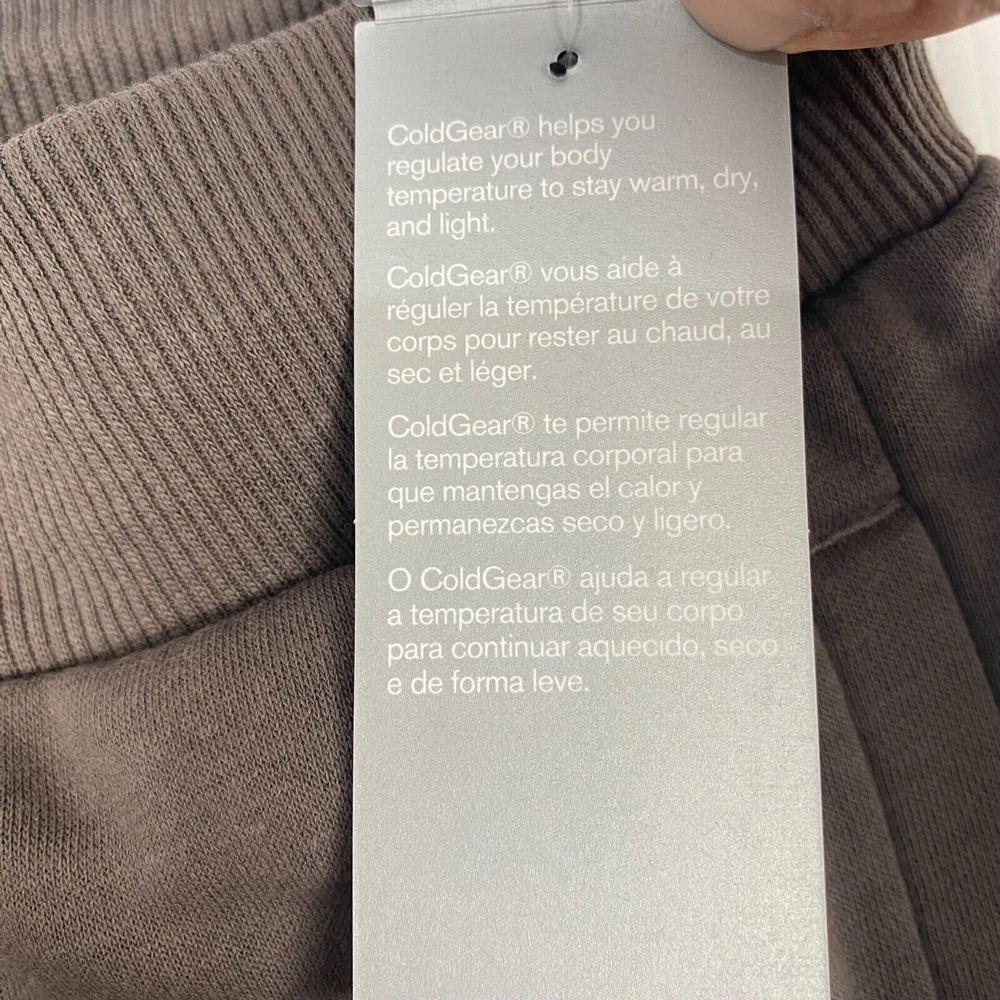 ColdGear® helps you
regulate your body
temperature to stay warm, dry,
and light.
ColdGear® vous aide à
réguler la température de votre
corps pour rester au chaud, au
sec et léger.
ColdGear® te permite regular
la temperatura corporal para
que mantengas el calor y
permanezcas seco y ligero.
O ColdGear® ajuda a regular
a temperatura de seu corpo
para continuar aquecido, seco
e de forma leve.